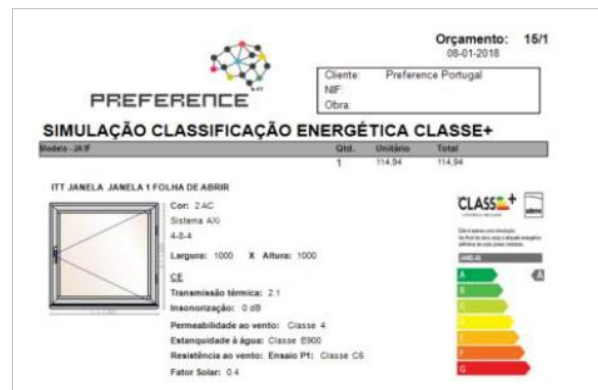 Orçamento: 15/1
06-01-2018
PREFERENCE
Cliente: Preference Portugal
NIF:
Obra:
SIMULAÇÃO CLASSIFICAÇÃO ENERGÉTICA CLASSE+
Modelo - JA1F Qtd. Unitário Total
1 114,94 114,94
ITT JANELA JANELA 1 FOLHA DE ABRIR
Cor: 2 AC
Sistema AXI
4-8-4
Largura: 1000 X Altura: 1000
CE
Transmissão térmica: 2.1
Insonorização: 0 dB
Permeabilidade ao vento: Classe 4
Estanquidade à água: Classe E900
Resistência ao vento: Ensaio P1: Classe C5
Fator Solar: 0.4
CLASSE+
JANELAS
A A
B
C
E
F
G